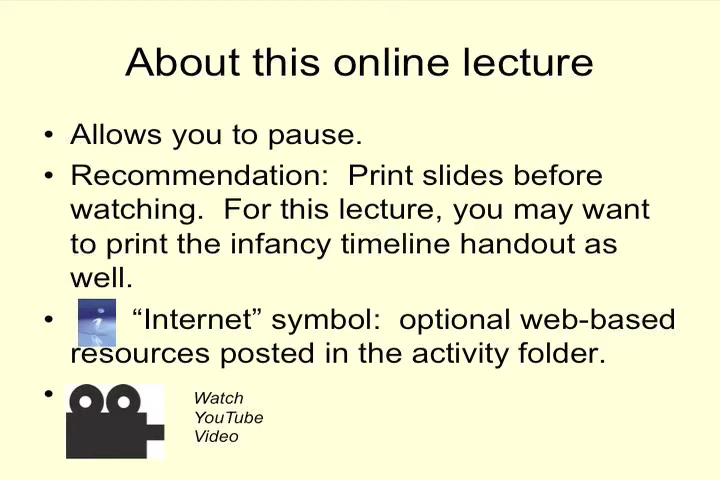 About this online lecture
• Allows you to pause.
• Recommendation:  Print slides before
watching.  For this lecture, you may want
to print the infancy timeline handout as
well.
• “Internet” symbol:  optional web-based
resources posted in the activity folder.
•
Watch
YouTube
Video